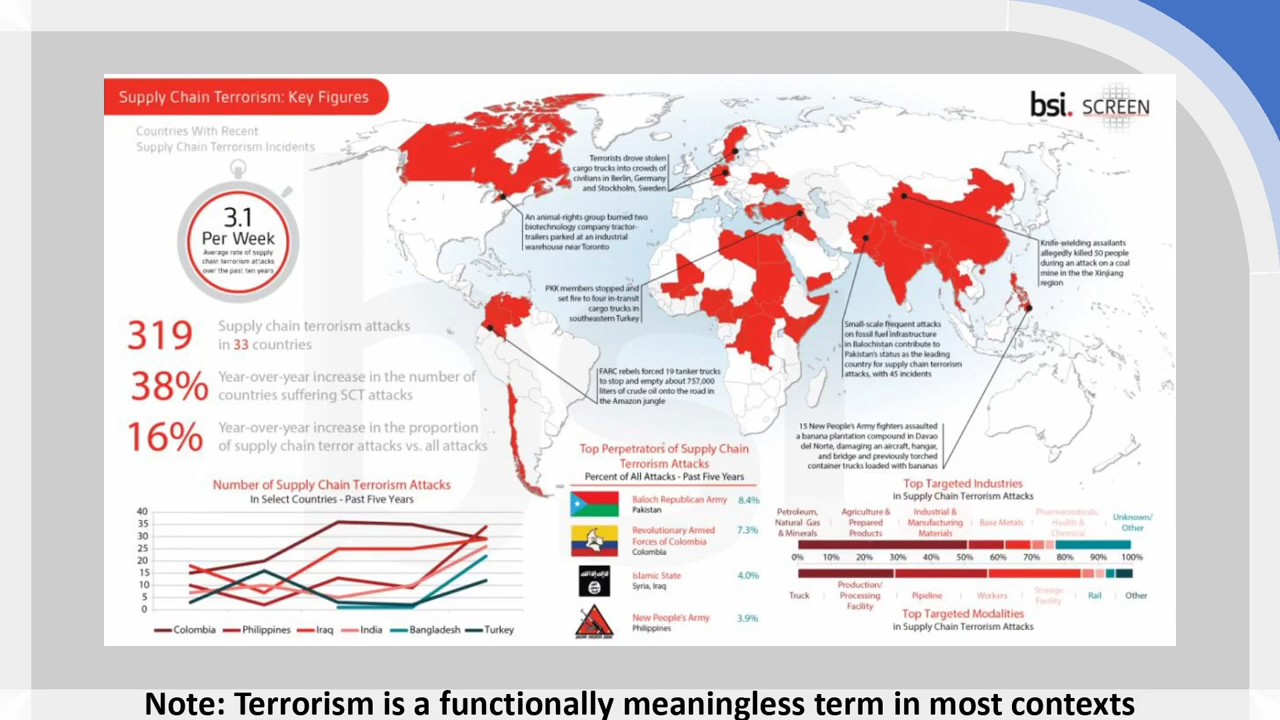 Supply Chain Terrorism: Key Figures
bsi. SCREEN
Countries With Recent
Supply Chain Terrorism Incidents
3.1
Per Week
Average rate of supply
chain terrorism attacks
over the past ten years
319
Supply chain terrorism attacks
in 33 countries
38%
Year-over-year increase in the number of
countries suffering SCT attacks
16%
Year-over-year increase in the proportion
of supply chain terror attacks vs. all attacks
Terrorists drove stolen
cargo trucks into crowds of
civilians in Berlin, Germany
and Stockholm, Sweden
An animal-rights group burned two
biotechnology company tractor-
trailers parked at an industrial
warehouse near Toronto
PKK members stopped and
set fire to four in-transit
cargo trucks in
southeastern Turkey
Knife-wielding assailants
allegedly killed 50 people
during an attack on a coal
mine in the the Xinjiang
region
Small-scale frequent attacks
on fossil fuel infrastructure
in Balochistan contribute to
Pakistan's status as the leading
country for supply chain terrorism
attacks, with 45 incidents
FARC rebels forced 19 tanker trucks
to stop and empty about 757,000
liters of crude oil onto the road in
the Amazon jungle
15 New People's Army fighters assaulted
a banana plantation compound in Davao
del Norte, damaging an aircraft, hangar,
and bridge and previously torched
container trucks loaded with bananas
Number of Supply Chain Terrorism Attacks
In Select Countries - Past Five Years
40
35
30
25
20
15
10
5
0
Colombia Philippines Iraq India Bangladesh Turkey
Top Perpetrators of Supply Chain
Terrorism Attacks
Percent of All Attacks - Past Five Years
Baloch Republican Army 8.4%
Pakistan
Revolutionary Armed 7.3%
Forces of Colombia
Colombia
Islamic State 4.0%
Syria, Iraq
New People's Army 3.9%
Philippines
Top Targeted Industries
in Supply Chain Terrorism Attacks
Petroleum,
Natural Gas
& Minerals
Agriculture &
Prepared
Products
Industrial &
Manufacturing
Materials
Base Metals
Pharmaceuticals,
Health &
Chemical
Unknown/
Other
0% 10% 20% 30% 40% 50% 60% 70% 80% 90% 100%
Truck
Production/
Processing
Facility
Pipeline
Workers
Storage
Facility
Rail
Other
Top Targeted Modalities
in Supply Chain Terrorism Attacks
Note: Terrorism is a functionally meaningless term in most contexts